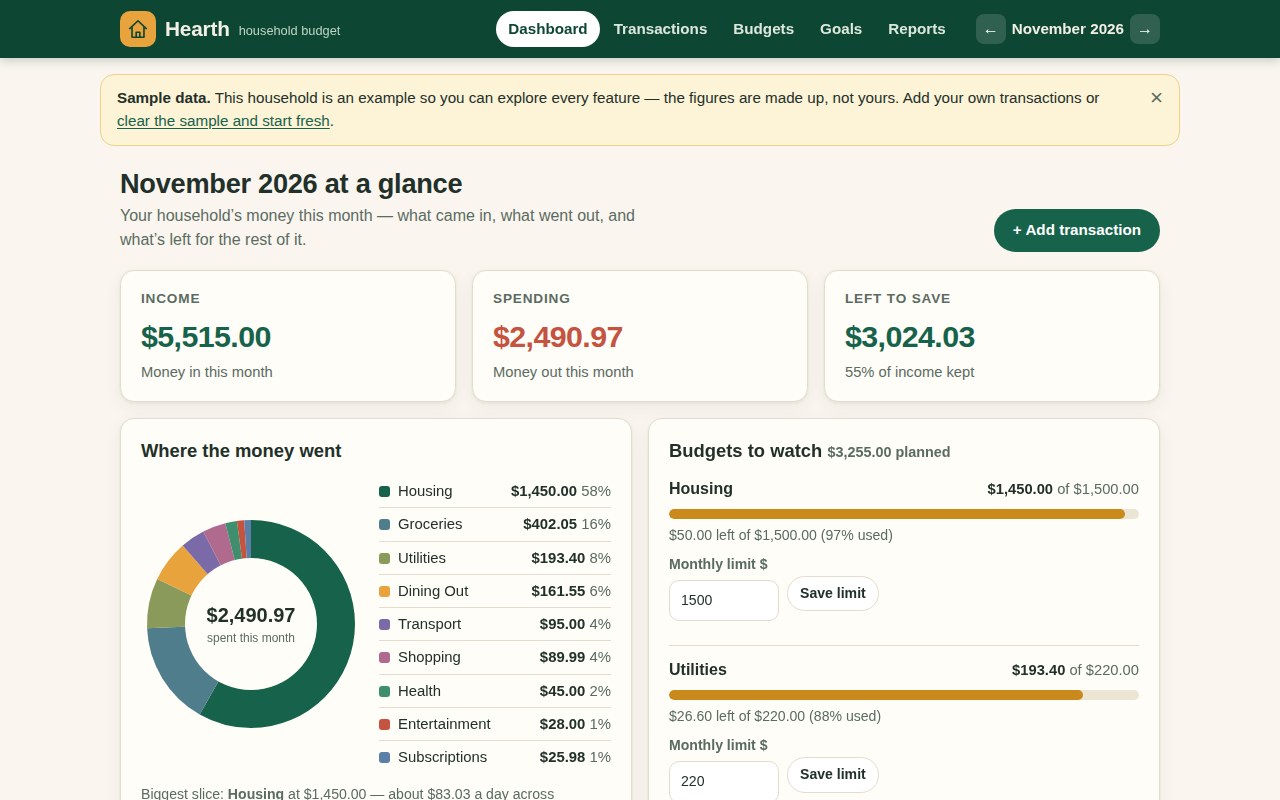 Hearth household budget
Dashboard Transactions Budgets Goals Reports ← November 2026 →
Sample data. This household is an example so you can explore every feature — the figures are made up, not yours. Add your own transactions or
clear the sample and start fresh.
×
November 2026 at a glance
Your household’s money this month — what came in, what went out, and
what’s left for the rest of it.
+ Add transaction
INCOME
$5,515.00
Money in this month
SPENDING
$2,490.97
Money out this month
LEFT TO SAVE
$3,024.03
55% of income kept
Where the money went
$2,490.97
spent this month
Housing $1,450.00 58%
Groceries $402.05 16%
Utilities $193.40 8%
Dining Out $161.55 6%
Transport $95.00 4%
Shopping $89.99 4%
Health $45.00 2%
Entertainment $28.00 1%
Subscriptions $25.98 1%
Biggest slice: Housing at $1,450.00 — about $83.03 a day across
Budgets to watch $3,255.00 planned
Housing $1,450.00 of $1,500.00
$50.00 left of $1,500.00 (97% used)
Monthly limit $
1500 Save limit
Utilities $193.40 of $220.00
$26.60 left of $220.00 (88% used)
Monthly limit $
220 Save limit